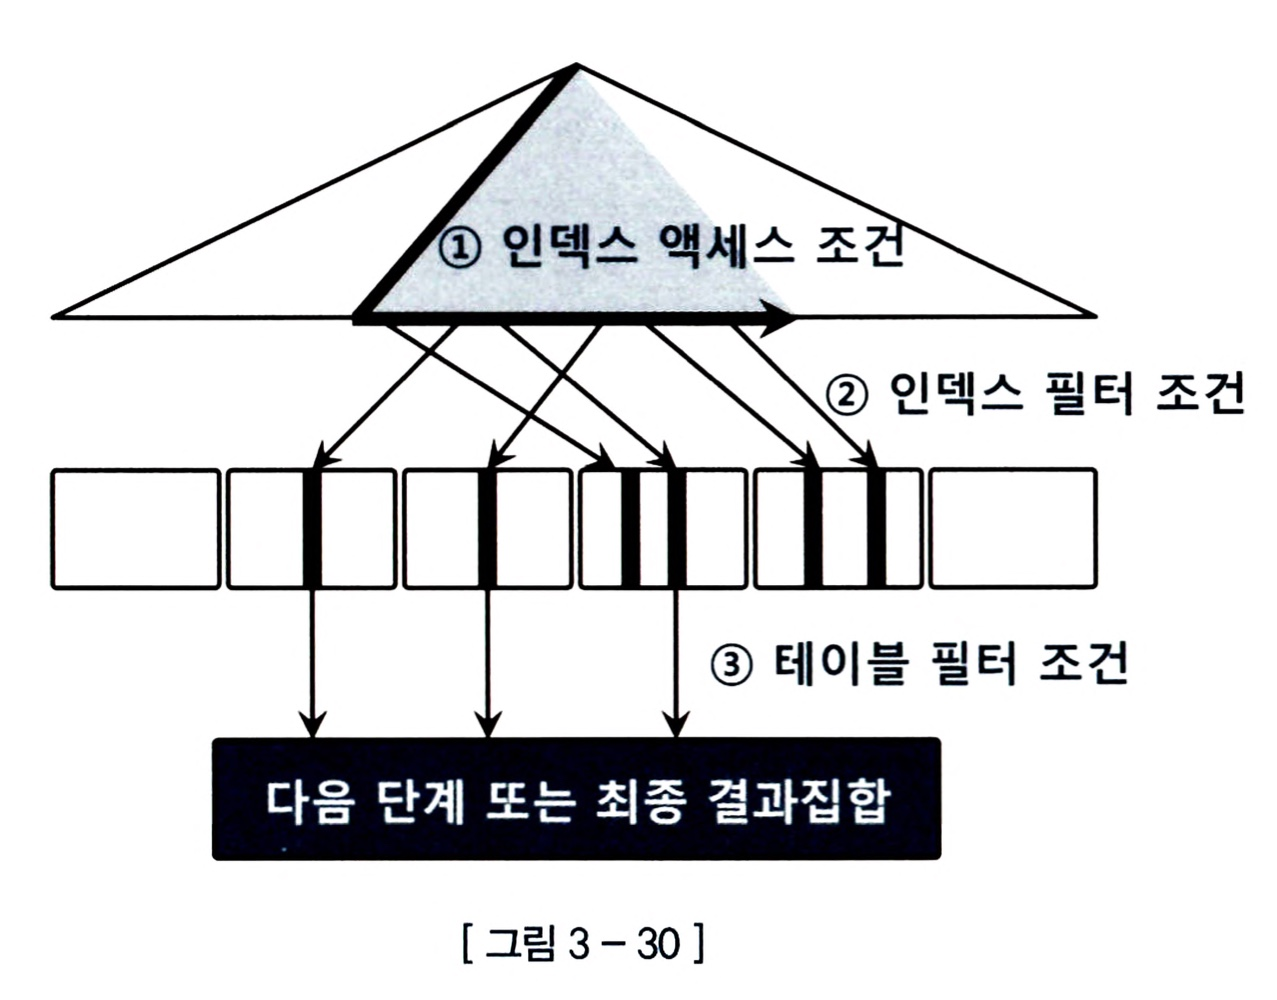 ① 인덱스 액세스 조건
② 인덱스 필터 조건
③ 테이블 필터 조건
다음 단계 또는 최종 결과집합
[ 그림 3 – 30 ]